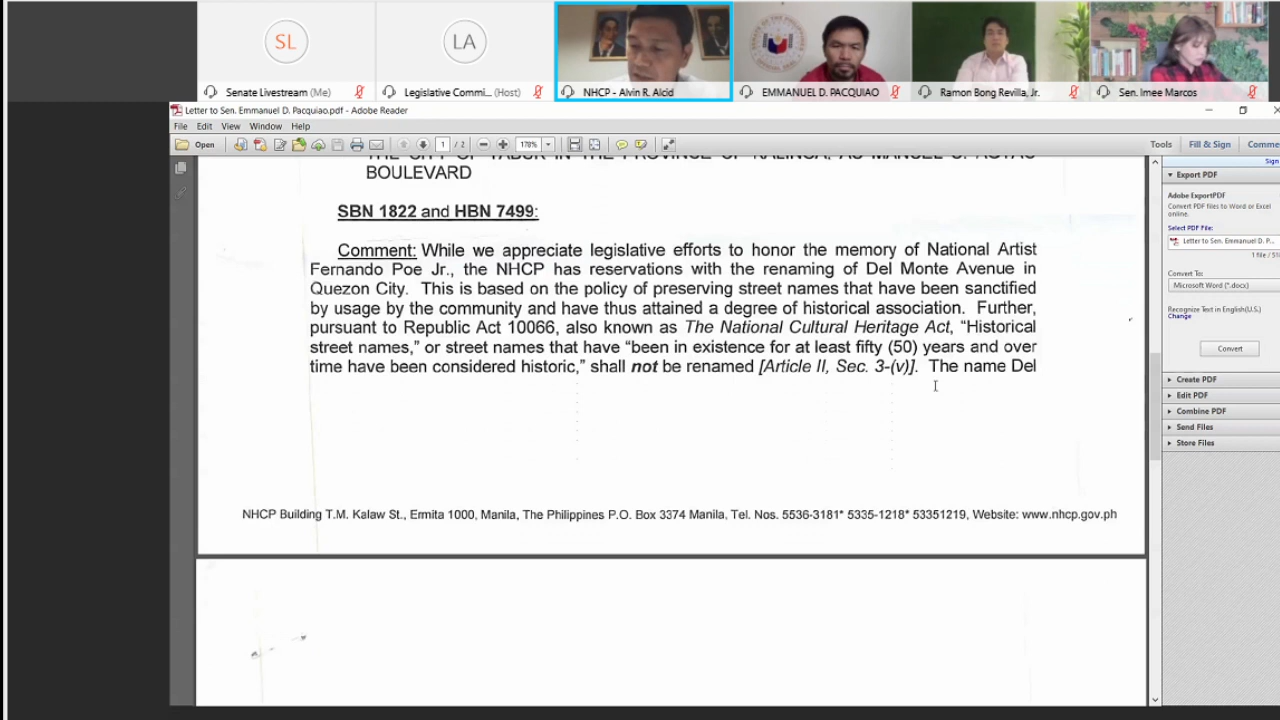 SL
LA
Senate Livestream (Me)
Legislative Commi... (Host)
NHCP - Alvin R. Alcid
EMMANUEL D. PACQUIAO
Ramon Bong Revilla, Jr.
Sen. Imee Marcos
Letter to Sen. Emmanuel D. Pacquiao.pdf - Adobe Reader
File Edit View Window Help
Open
1 / 2
178%
Tools
Fill & Sign
Comme
BOULEVARD
SBN 1822 and HBN 7499:
Comment: While we appreciate legislative efforts to honor the memory of National Artist
Fernando Poe Jr., the NHCP has reservations with the renaming of Del Monte Avenue in
Quezon City. This is based on the policy of preserving street names that have been sanctified
by usage by the community and have thus attained a degree of historical association. Further,
pursuant to Republic Act 10066, also known as The National Cultural Heritage Act, “Historical
street names,” or street names that have “been in existence for at least fifty (50) years and over
time have been considered historic,” shall not be renamed [Article II, Sec. 3-(v)]. The name Del
NHCP Building T.M. Kalaw St., Ermita 1000, Manila, The Philippines P.O. Box 3374 Manila, Tel. Nos. 5536-3181* 5335-1218* 53351219, Website: www.nhcp.gov.ph
Sign
Export PDF
Adobe ExportPDF
Convert PDF files to Word or Excel
online.
Select PDF File:
Letter to Sen. Emmanuel D. P...
1 file / 51
Convert To:
Microsoft Word (*.docx)
Recognize Text in English(U.S.)
Change
Convert
Create PDF
Edit PDF
Combine PDF
Send Files
Store Files